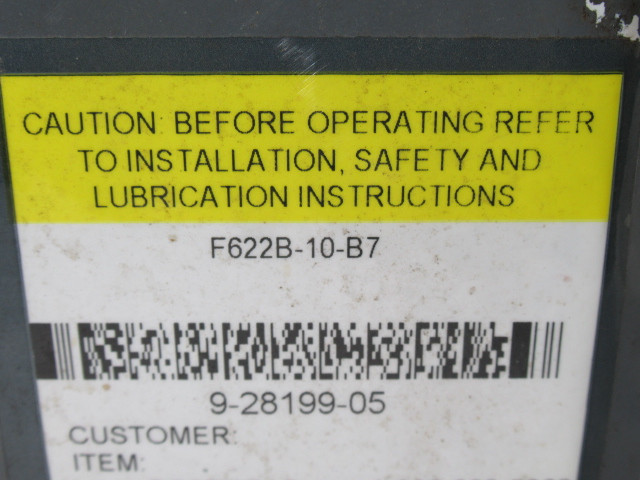 CAUTION: BEFORE OPERATING REFER
TO INSTALLATION, SAFETY AND
LUBRICATION INSTRUCTIONS
F622B-10-B7
9-28199-05
CUSTOMER:
ITEM: